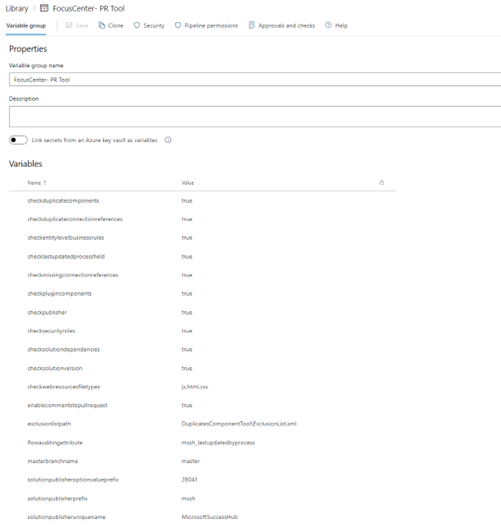 Library / FocusCenter- PR Tool
Variable group Save Clone Security Pipeline permissions Approvals and checks Help
Properties
Variable group name
FocusCenter- PR Tool
Description
Link secrets from an Azure key vault as variables
Variables
Name ↑ Value
checkduplicatecomponents true
checkduplicateconnectionreferences true
checkentitylevelbusinessrules true
checklastupdatedprocessfield true
checkmissingconnectionreferences true
checkplugincomponents true
checkpublisher true
checksecurityroles true
checksolutiondependencies true
checksolutionversion true
checkwebresourcesfiletypes js,html,css
enablecommentstopullrequest true
exclusionlistpath DuplicatesComponentTool\ExclusionList.xml
flowauditingattribute mssh_lastupdatedbyprocess
masterbranchname master
solutionpublisheroptionvalueprefix 28041
solutionpublisherprefix mssh
solutionpublisheruniquename MicrosoftSuccessHub